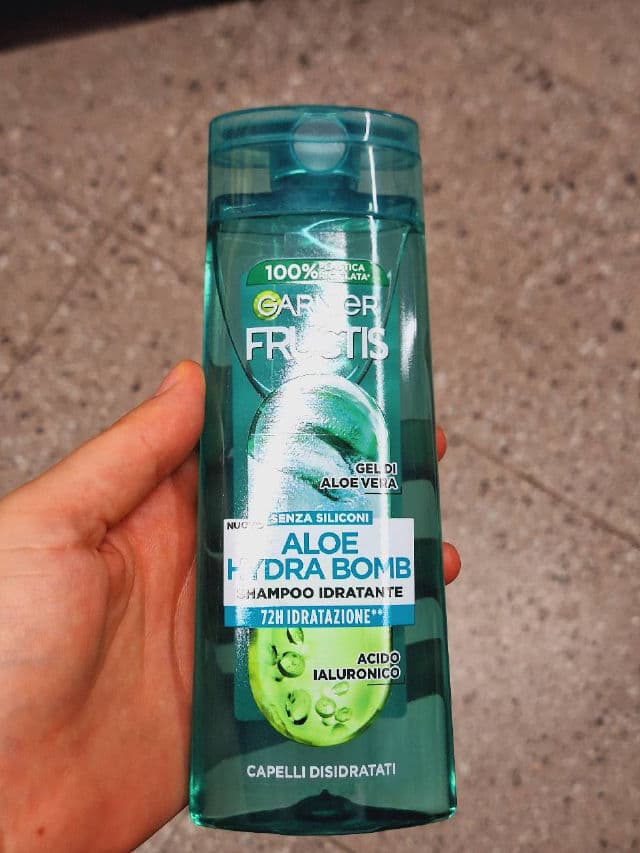 100% PLASTICA
RICICLATA*
GARNIER
FRUCTIS
GEL DI
ALOE VERA
NUOVO SENZA SILICONI
ALOE
HYDRA BOMB
SHAMPOO IDRATANTE
72H IDRATAZIONE**
ACIDO
IALURONICO
CAPELLI DISIDRATATI